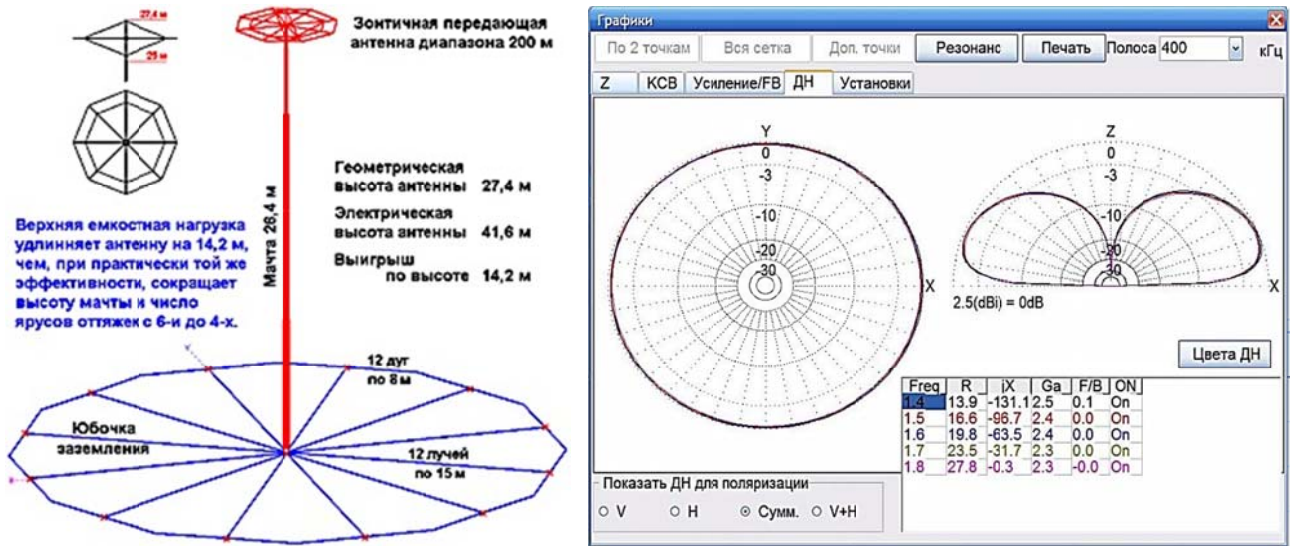 27,4 м
25 м
Зонтичная передающая
антенна диапазона 200 м
Геометрическая
высота антенны 27,4 м
Электрическая
высота антенны 41,6 м
Выигрыш
по высоте 14,2 м
Мачта 26,4 м
Верхняя емкостная нагрузка
удлинняет антенну на 14,2 м,
чем, при практически той же
эффективности, сокращает
высоту мачты и число
ярусов оттяжек с 6-и до 4-х.
12 дуг
по 8м
Юбочка
заземления
12 лучей
по 15 м
Графики
По 2 точкам Вся сетка Доп. точки Резонанс Печать Полоса 400 кГц
Z КСВ Усиление/FB ДН Установки
Y
0
-3
-10
-20
-30
X
Z
0
-3
-10
-20
-30
X
2.5(dBi) = 0dB
Цвета ДН
Freq R jX Ga F/B ON
1.4 13.9 -131.1 2.5 0.1 On
1.5 16.6 -96.7 2.4 0.0 On
1.6 19.8 -63.5 2.4 0.0 On
1.7 23.5 -31.7 2.3 0.0 On
1.8 27.8 -0.3 2.3 -0.0 On
Показать ДН для поляризации
V H Сумм. V+H